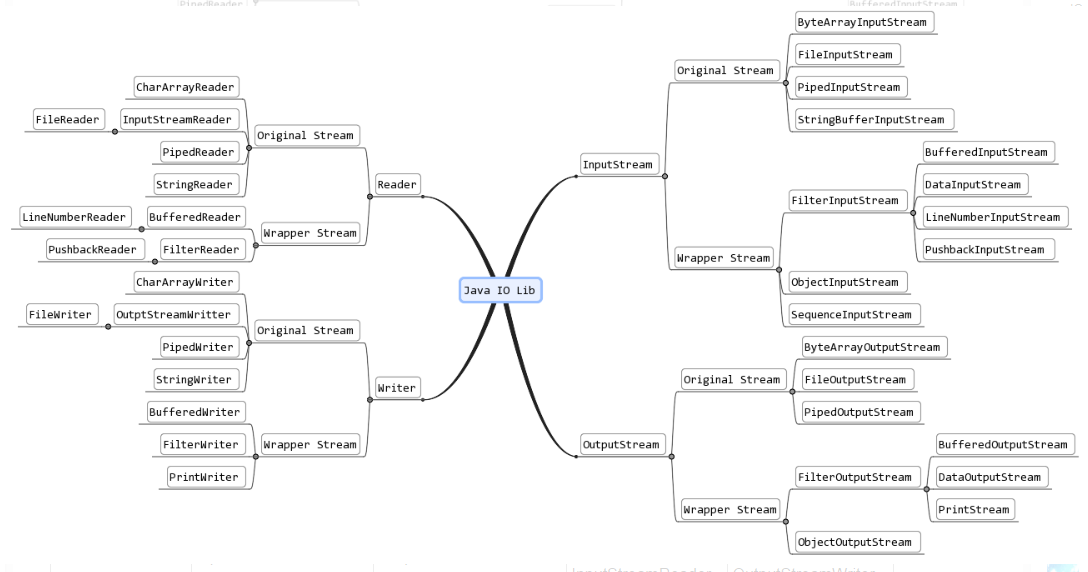 PipedReader
BufferedInputStream
ByteArrayInputStream
FileInputStream
Original Stream
PipedInputStream
StringBufferInputStream
InputStream
BufferedInputStream
DataInputStream
FilterInputStream
LineNumberInputStream
PushbackInputStream
Wrapper Stream
ObjectInputStream
SequenceInputStream
CharArrayReader
FileReader
InputStreamReader
Original Stream
PipedReader
StringReader
Reader
LineNumberReader
BufferedReader
Wrapper Stream
PushbackReader
FilterReader
Java IO Lib
CharArrayWriter
FileWriter
OutptStreamWritter
Original Stream
PipedWriter
StringWriter
Writer
BufferedWriter
FilterWriter
Wrapper Stream
PrintWriter
ByteArrayOutputStream
Original Stream
FileOutputStream
PipedOutputStream
OutputStream
BufferedOutputStream
FilterOutputStream
DataOutputStream
PrintStream
Wrapper Stream
ObjectOutputStream
InputStreamReader
OutputStreamWriter